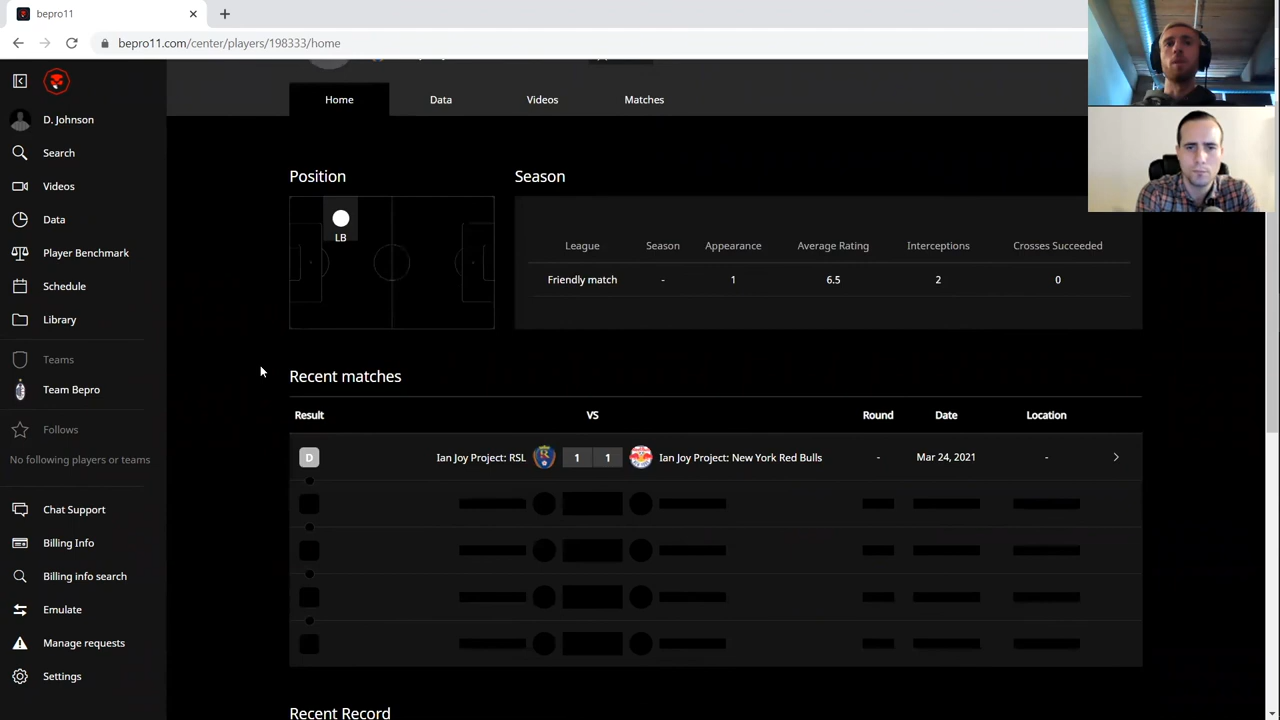 bepro11
bepro11.com/center/players/198333/home
D. Johnson
Search
Videos
Data
Player Benchmark
Schedule
Library
Teams
Team Bepro
Follows
No following players or teams
Chat Support
Billing Info
Billing info search
Emulate
Manage requests
Settings
Home Data Videos Matches
Position
LB
Season
League Season Appearance Average Rating Interceptions Crosses Succeeded
Friendly match - 1 6.5 2 0
Recent matches
Result VS Round Date Location
D Ian Joy Project: RSL 1 1 Ian Joy Project: New York Red Bulls - Mar 24, 2021 -
Recent Record